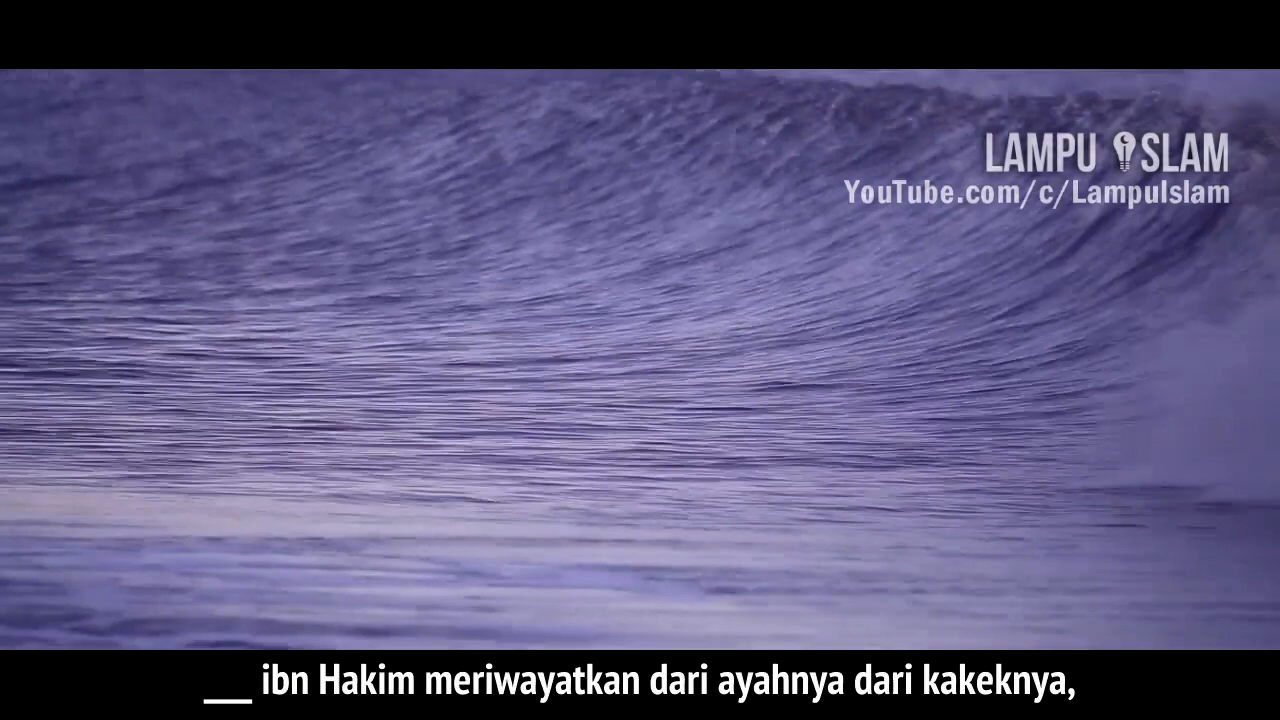 LAMPU ISLAM
YouTube.com/c/LampuIslam
___ ibn Hakim meriwayatkan dari ayahnya dari kakeknya,